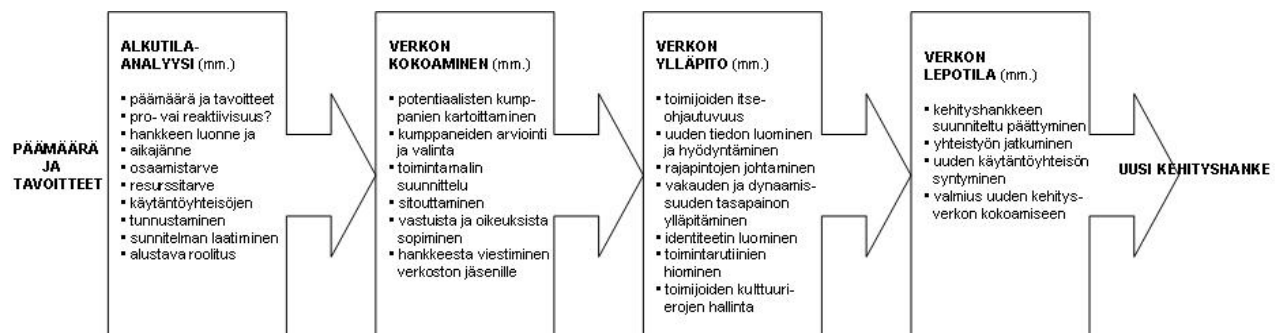 PÄÄMÄÄRÄ
JA
TAVOITTEET
ALKUTILA-
ANALYYSI (mm.)
▪ päämäärä ja tavoitteet
▪ pro- vai reaktiivisuus?
▪ hankkeen luonne ja
▪ aikajänne
▪ osaamistarve
▪ resurssitarve
▪ käytäntöyhteisöjen
▪ tunnustaminen
▪ sunnitelman laatiminen
▪ alustava roolitus
VERKON
KOKOAMINEN (mm.)
▪ potentiaalisten kump-
panien kartoittaminen
▪ kumppaneiden arviointi
ja valinta
▪ toimintamalin
suunnittelu
▪ sitouttaminen
▪ vastuista ja oikeuksista
sopiminen
▪ hankkeesta viestiminen
verkoston jäsenille
VERKON
YLLÄPITO (mm.)
▪ toimijoiden itse-
ohjautuvuus
▪ uuden tiedon luominen
ja hyödyntäminen
▪ rajapintojen johtaminen
▪ vakauden ja dynaamis-
suuden tasapainon
ylläpitäminen
▪ identiteetin luominen
▪ toimintarutiinien
hiominen
▪ toimijoiden kulttuuri-
erojen hallinta
VERKON
LEPOTILA (mm.)
▪ kehityshankkeen
suunniteltu päättyminen
▪ yhteistyön jatkuminen
▪ uuden käytäntöyhteisön
syntyminen
▪ valmius uuden kehitys-
verkon kokoamiseen
UUSI KEHITYSHANKE